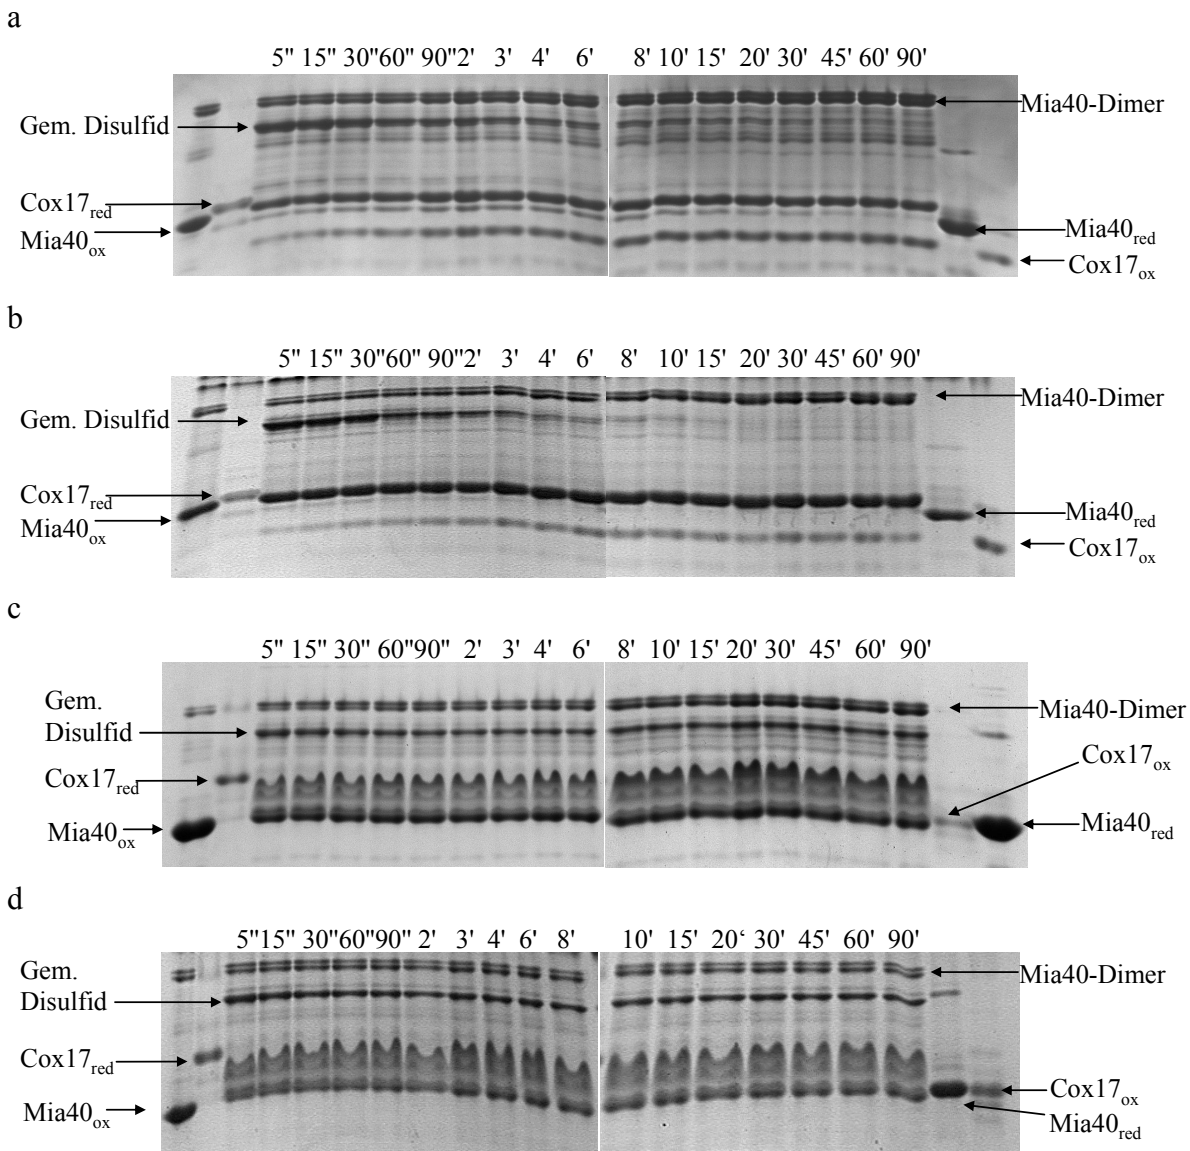 a
5" 15" 30" 60" 90" 2' 3' 4' 6' 8' 10' 15' 20' 30' 45' 60' 90'
Mia40-Dimer
Gem. Disulfid
Cox17red
Mia40ox
Mia40red
Cox17ox
b
5" 15" 30" 60" 90" 2' 3' 4' 6' 8' 10' 15' 20' 30' 45' 60' 90'
Mia40-Dimer
Gem. Disulfid
Cox17red
Mia40ox
Mia40red
Cox17ox
c
5" 15" 30" 60" 90" 2' 3' 4' 6' 8' 10' 15' 20' 30' 45' 60' 90'
Gem.
Disulfid
Mia40-Dimer
Cox17red
Cox17ox
Mia40ox
Mia40red
d
5" 15" 30" 60" 90" 2' 3' 4' 6' 8' 10' 15' 20‘ 30' 45' 60' 90'
Gem.
Disulfid
Mia40-Dimer
Cox17red
Cox17ox
Mia40ox
Mia40red